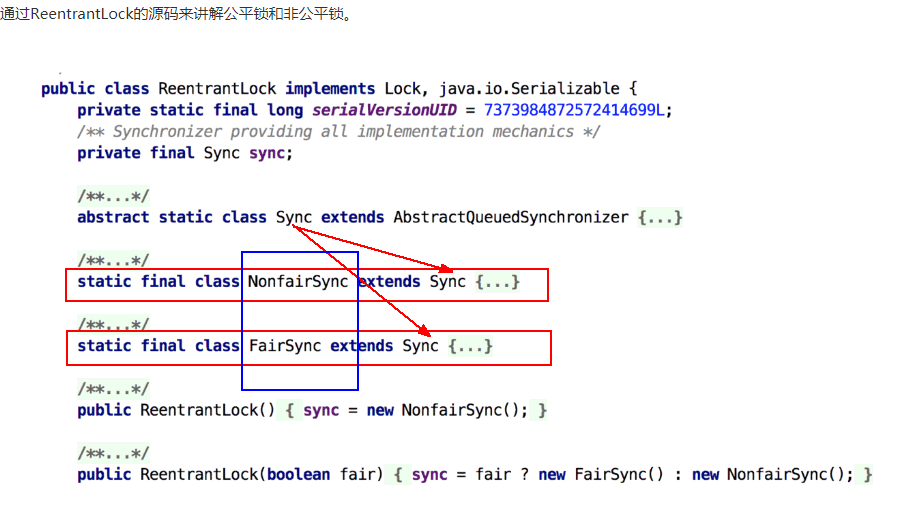 通过ReentrantLock的源码来讲解公平锁和非公平锁。
public class ReentrantLock implements Lock, java.io.Serializable {
private static final long serialVersionUID = 7373984872572414699L;
/** Synchronizer providing all implementation mechanics */
private final Sync sync;
/**...*/
abstract static class Sync extends AbstractQueuedSynchronizer {...}
/**...*/
static final class NonfairSync extends Sync {...}
/**...*/
static final class FairSync extends Sync {...}
/**...*/
public ReentrantLock() { sync = new NonfairSync(); }
/**...*/
public ReentrantLock(boolean fair) { sync = fair ? new FairSync() : new NonfairSync(); }